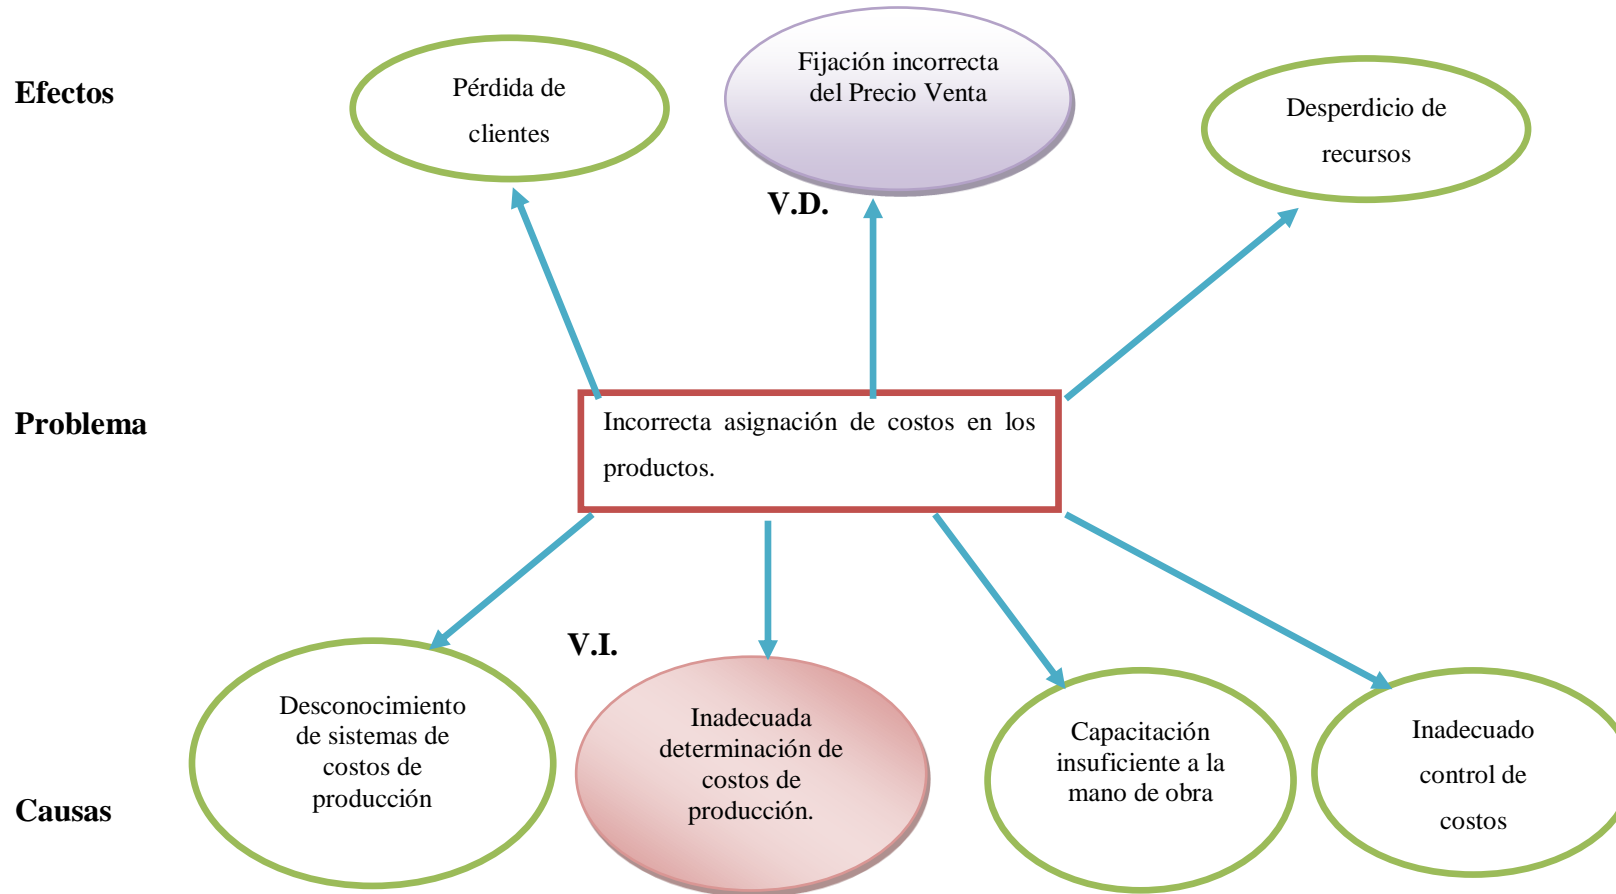 Efectos
Pérdida de
clientes
Fijación incorrecta
del Precio Venta
Desperdicio de
recursos
V.D.
Problema
Incorrecta asignación de costos en los
productos.
V.I.
Causas
Desconocimiento
de sistemas de
costos de
producción
Inadecuada
determinación de
costos de
producción.
Capacitación
insuficiente a la
mano de obra
Inadecuado
control de
costos